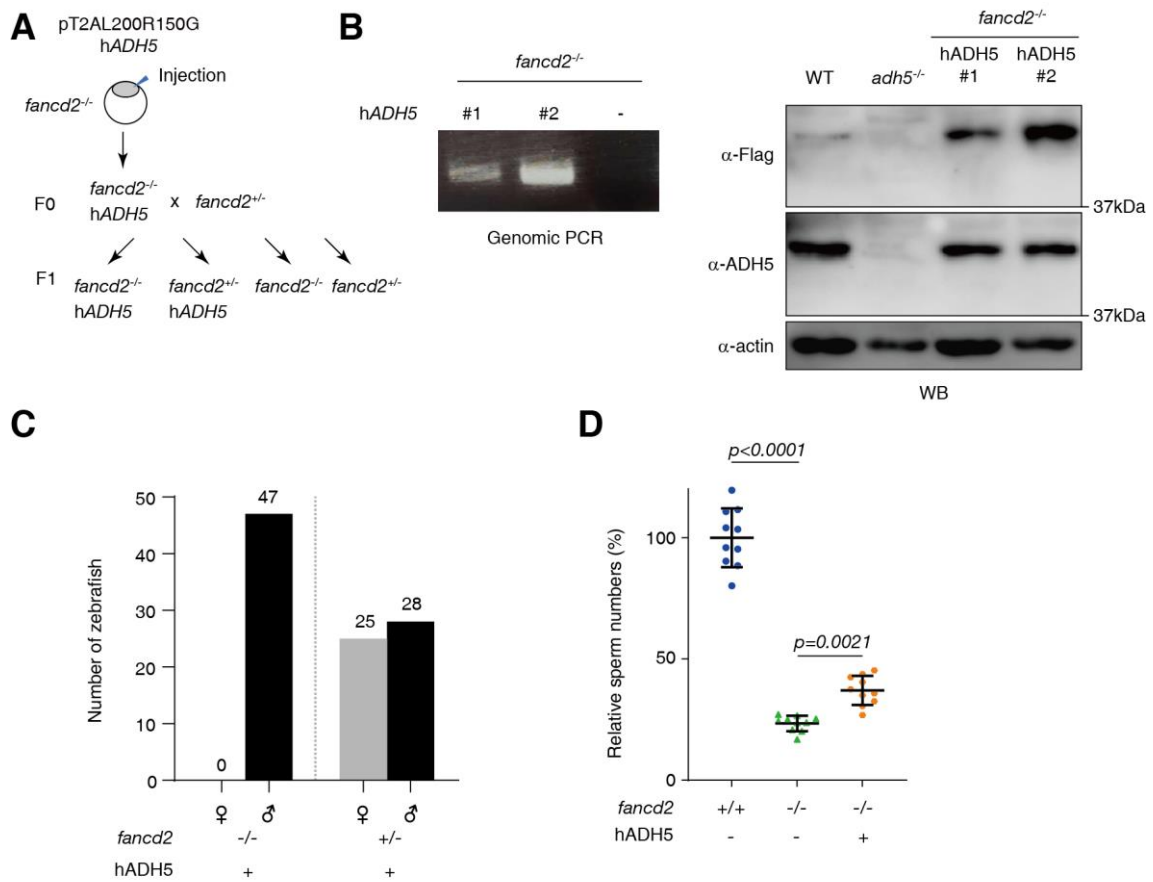 A
pT2AL200R150G
hADH5
Injection
fancd2-/-
F0
fancd2-/-
hADH5
x
fancd2+/-
F1
fancd2-/-
hADH5
fancd2+/-
hADH5
fancd2-/-
fancd2+/-
B
fancd2-/-
hADH5
#1
#2
-
Genomic PCR
fancd2-/-
WT
adh5-/-
hADH5
#1
hADH5
#2
α-Flag
37kDa
α-ADH5
37kDa
α-actin
WB
C
Number of zebrafish
50
40
30
20
10
0
0
47
25
28
♀ ♂ ♀ ♂
fancd2 -/- +/-
hADH5 + +
D
Relative sperm numbers (%)
p<0.0001
p=0.0021
100
50
0
fancd2 +/+ -/- -/-
hADH5 - - +